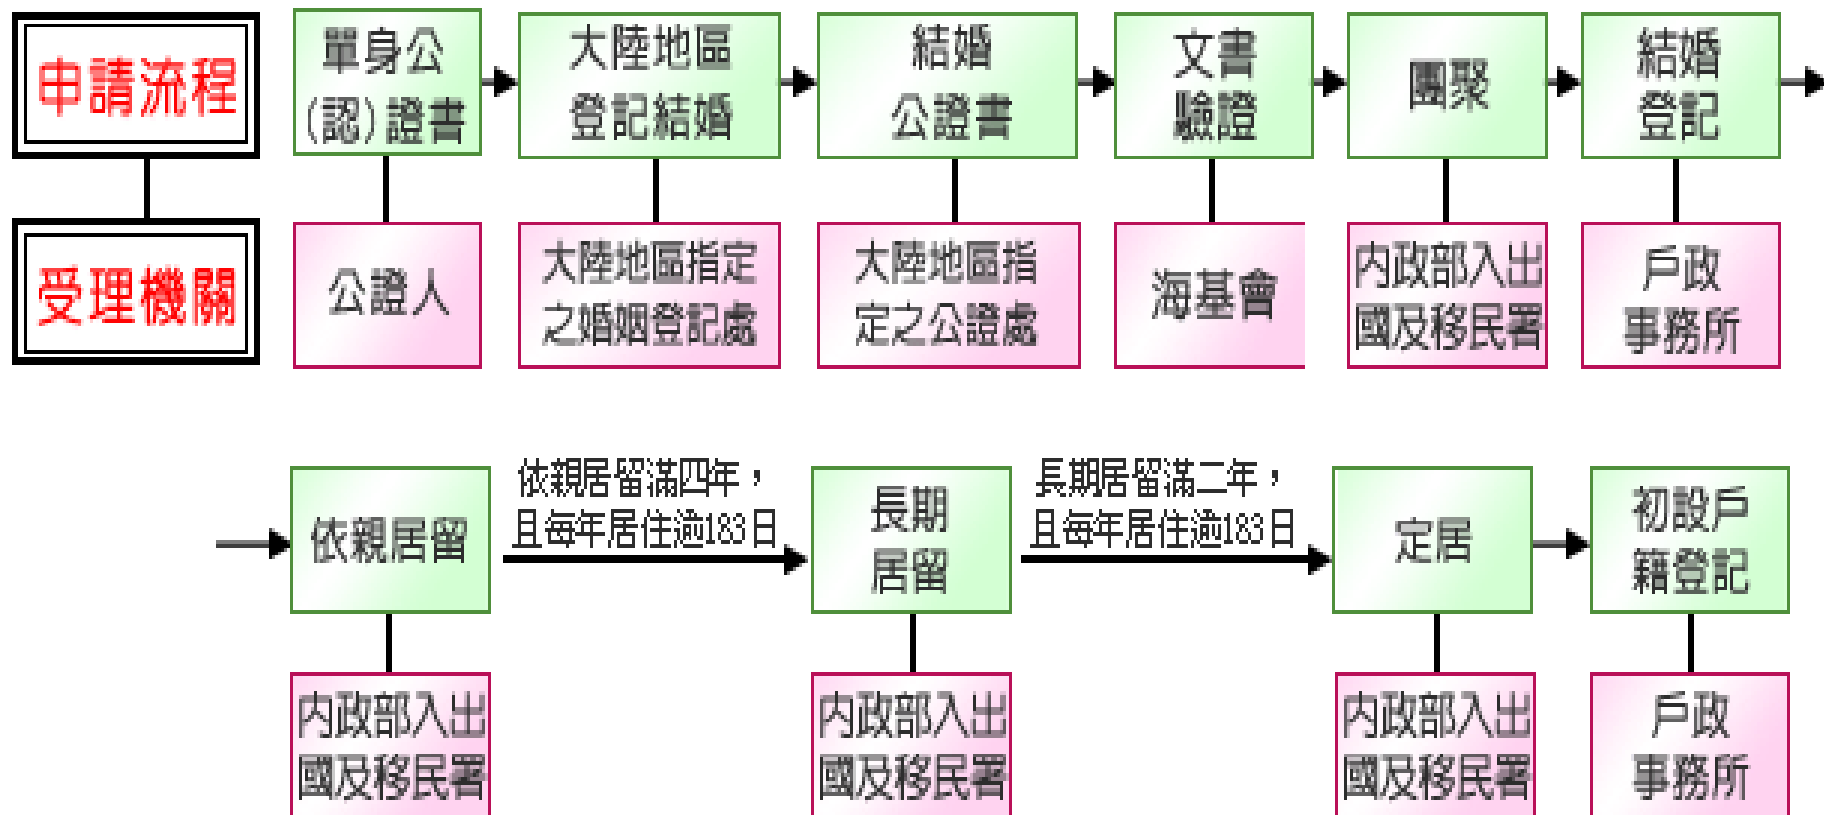 申請流程
單身公
(認)證書
大陸地區
登記結婚
結婚
公證書
文書
驗證
團聚
結婚
登記
受理機關
公證人
大陸地區指定
之婚姻登記處
大陸地區指
定之公證處
海基會
內政部入出
國及移民署
戶政
事務所
依親居留
依親居留滿四年，
且每年居住逾183日
長期
居留
長期居留滿二年，
且每年居住逾183日
定居
初設戶
籍登記
內政部入出
國及移民署
內政部入出
國及移民署
內政部入出
國及移民署
戶政
事務所